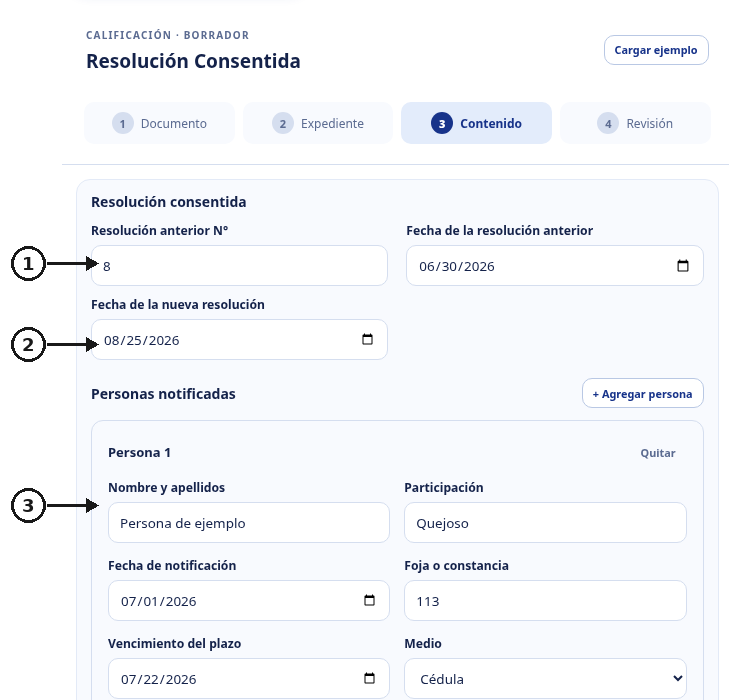 CALIFICACIÓN · BORRADOR
Resolución Consentida
Cargar ejemplo
1 Documento
2 Expediente
3 Contenido
4 Revisión
Resolución consentida
Resolución anterior N°
Fecha de la resolución anterior
1
8
06/30/2026
Fecha de la nueva resolución
2
08/25/2026
Personas notificadas
+ Agregar persona
Persona 1
Quitar
Nombre y apellidos
Participación
3
Persona de ejemplo
Quejoso
Fecha de notificación
Foja o constancia
07/01/2026
113
Vencimiento del plazo
Medio
07/22/2026
Cédula